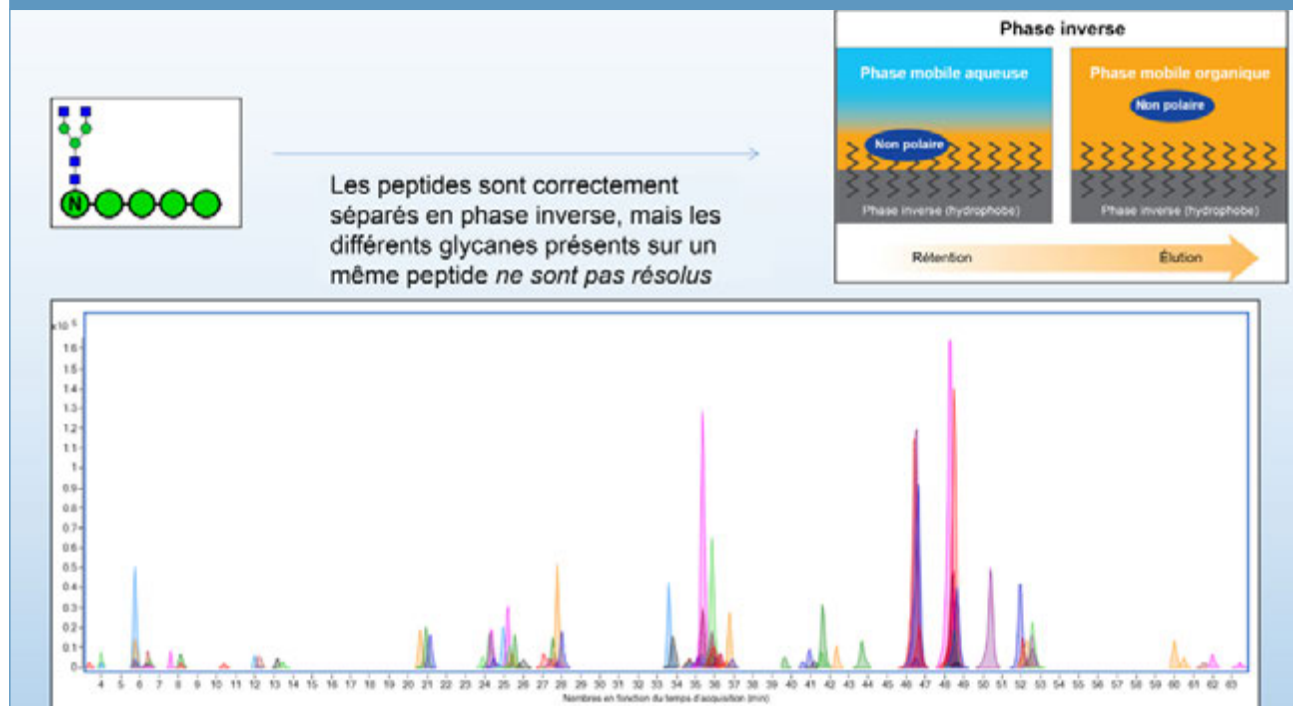 Phase inverse
Phase mobile aqueuse
Phase mobile organique
Non polaire
Non polaire
Phase inverse (hydrophobe)
Phase inverse (hydrophobe)
Rétention
Élution
N
Les peptides sont correctement
séparés en phase inverse, mais les
différents glycanes présents sur un
même peptide ne sont pas résolus
x10 5
1.6
1.5
1.4
1.3
1.2
1.1
1
0.9
0.8
0.7
0.6
0.5
0.4
0.3
0.2
0.1
0
4 5 6 7 8 9 10 11 12 13 14 15 16 17 18 19 20 21 22 23 24 25 26 27 28 29 30 31 32 33 34 35 36 37 38 39 40 41 42 43 44 45 46 47 48 49 50 51 52 53 54 55 56 57 58 59 60 61 62 63
Nombres en fonction du temps d'acquisition (min)